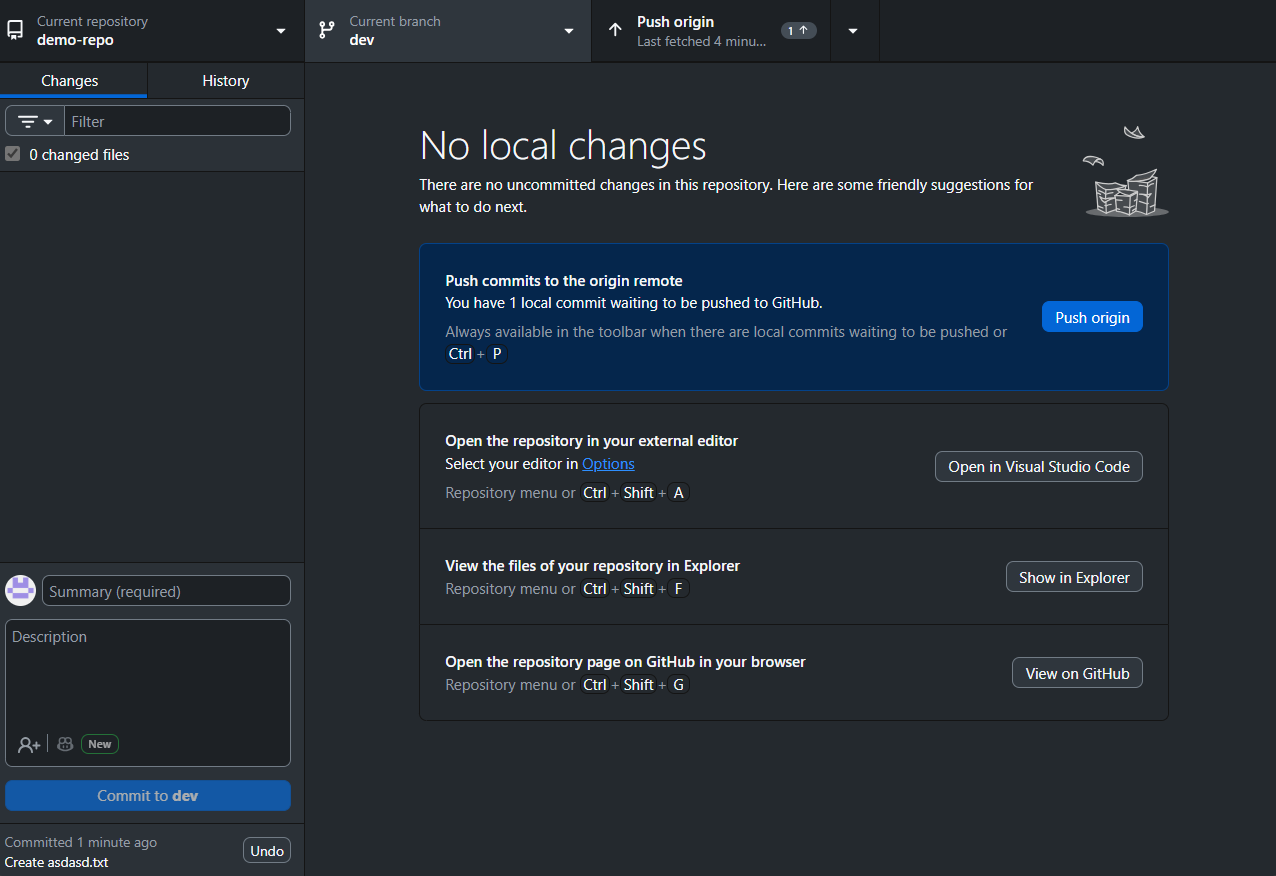 Current repository
demo-repo
Current branch
dev
Push origin
Last fetched 4 minu...
1
Changes
History
Filter
0 changed files
No local changes
There are no uncommitted changes in this repository. Here are some friendly suggestions for
what to do next.
Push commits to the origin remote
You have 1 local commit waiting to be pushed to GitHub.
Always available in the toolbar when there are local commits waiting to be pushed or
Ctrl + P
Push origin
Open the repository in your external editor
Select your editor in Options
Repository menu or Ctrl + Shift + A
Open in Visual Studio Code
View the files of your repository in Explorer
Repository menu or Ctrl + Shift + F
Show in Explorer
Open the repository page on GitHub in your browser
Repository menu or Ctrl + Shift + G
View on GitHub
Summary (required)
Description
New
Commit to dev
Committed 1 minute ago
Create asdasd.txt
Undo